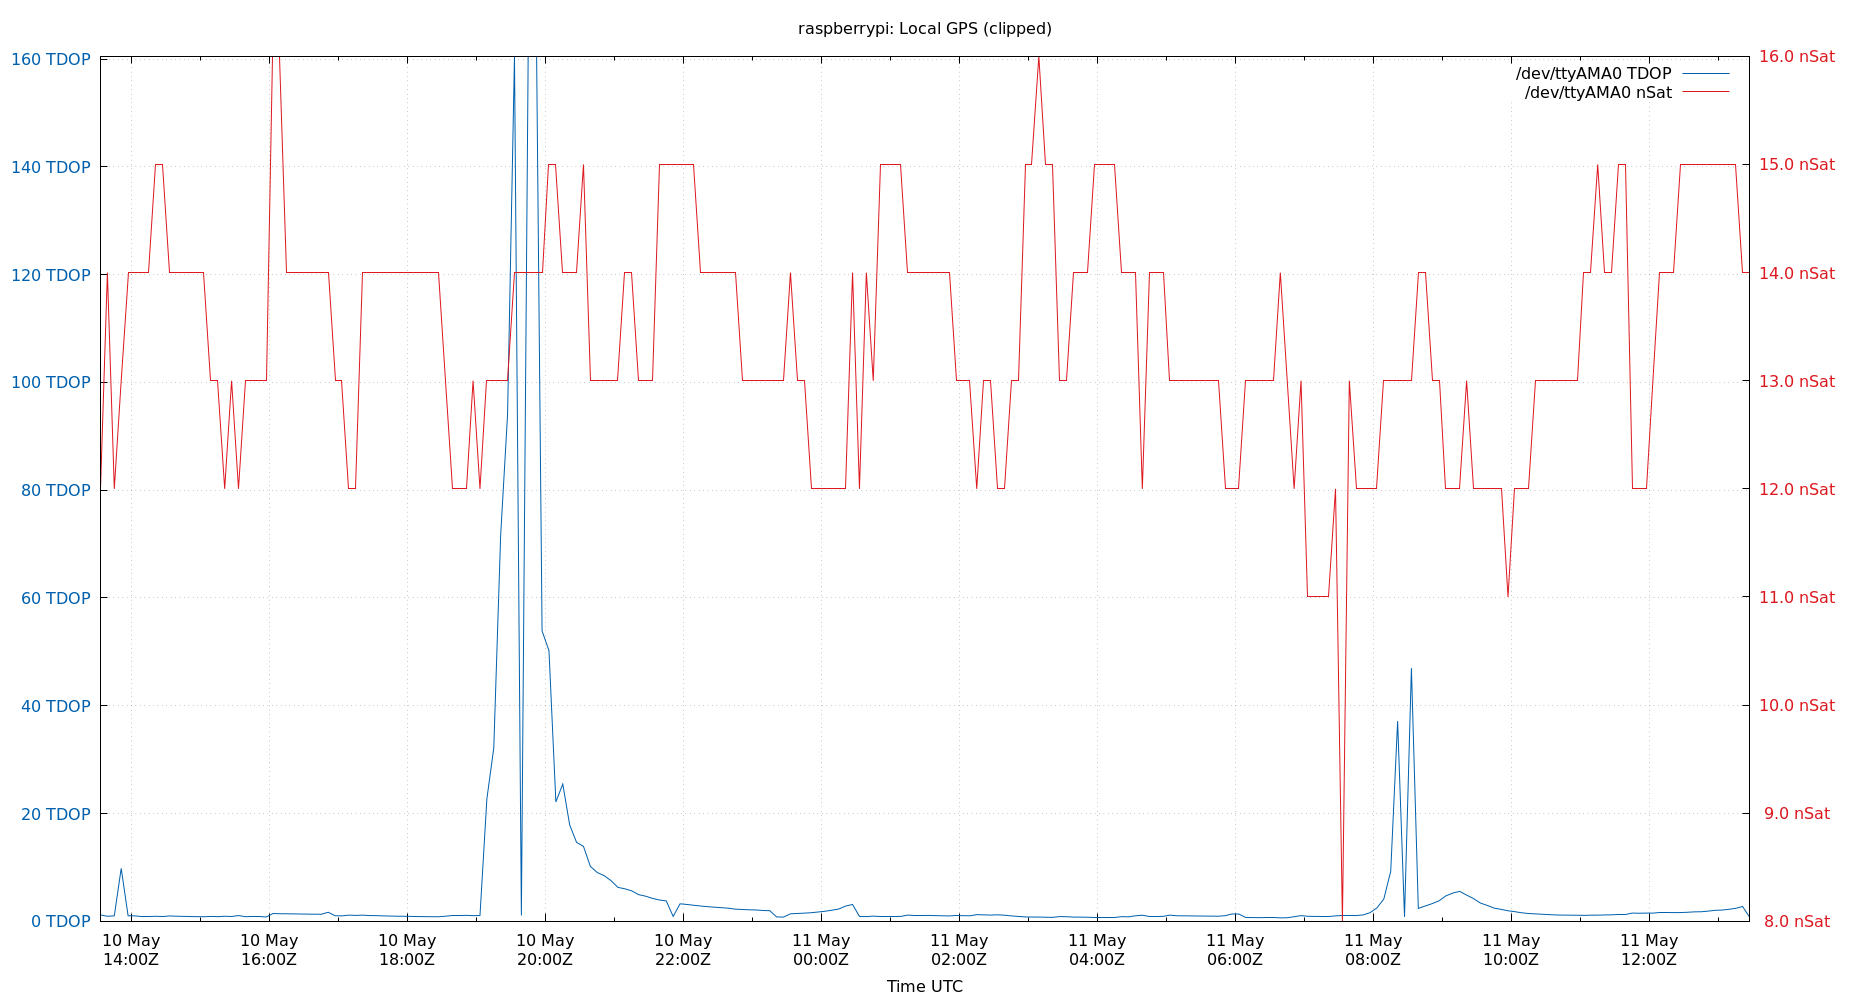 raspberrypi: Local GPS (clipped)
160 TDOP
140 TDOP
120 TDOP
100 TDOP
80 TDOP
60 TDOP
40 TDOP
20 TDOP
0 TDOP
16.0 nSat
15.0 nSat
14.0 nSat
13.0 nSat
12.0 nSat
11.0 nSat
10.0 nSat
9.0 nSat
8.0 nSat
/dev/ttyAMA0 TDOP
/dev/ttyAMA0 nSat
10 May
14:00Z
10 May
16:00Z
10 May
18:00Z
10 May
20:00Z
10 May
22:00Z
11 May
00:00Z
11 May
02:00Z
11 May
04:00Z
11 May
06:00Z
11 May
08:00Z
11 May
10:00Z
11 May
12:00Z
Time UTC